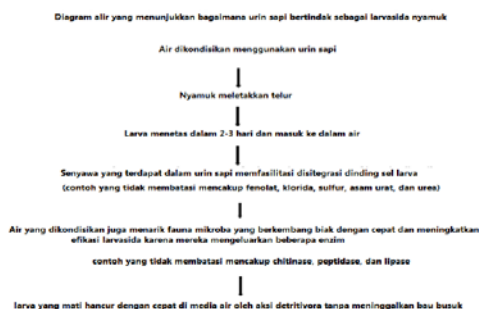 Diagram alir yang menunjukkan bagaimana urin sapi bertindak sebagai larvasida nyamuk
Air dikondisikan menggunakan urin sapi
Nyamuk meletakkan telur
Larva menetas dalam 2-3 hari dan masuk ke dalam air
Senyawa yang terdapat dalam urin sapi memfasilitasi disitegrasi dinding sel larva
(contoh yang tidak membatasi mencakup fenolat, klorida, sulfur, asam urat, dan urea)
Air yang dikondisikan juga menarik fauna mikroba yang berkembang biak dengan cepat dan meningkatkan
efikasi larvasida karena mereka mengeluarkan beberapa enzim
contoh yang tidak membatasi mencakup chitinase, peptidase, dan lipase
larva yang mati hancur dengan cepat di media air oleh aksi detritivora tanpa meninggalkan bau busuk